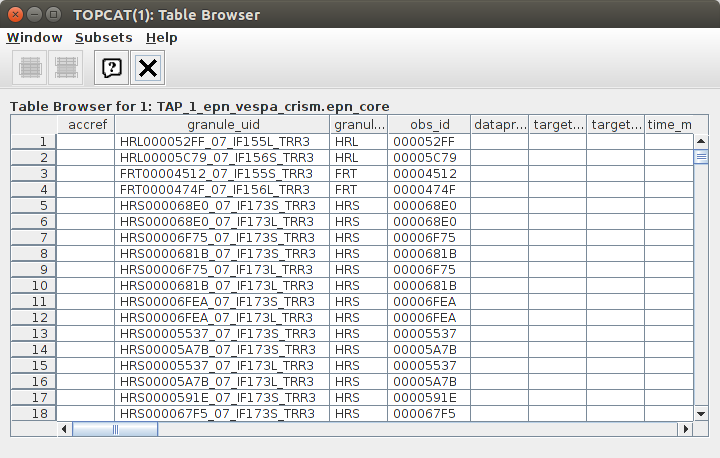 TOPCAT(1): Table Browser
Window Subsets Help
Table Browser for 1: TAP_1_epn_vespa_crism.epn_core
accref granule_uid granul... obs_id datapr... target... target... time_m
1 HRL000052FF_07_IF155L_TRR3 HRL 000052FF
2 HRL00005C79_07_IF156S_TRR3 HRL 00005C79
3 FRT00004512_07_IF155S_TRR3 FRT 00004512
4 FRT0000474F_07_IF156L_TRR3 FRT 0000474F
5 HRS000068E0_07_IF173S_TRR3 HRS 000068E0
6 HRS000068E0_07_IF173L_TRR3 HRS 000068E0
7 HRS00006F75_07_IF173S_TRR3 HRS 00006F75
8 HRS0000681B_07_IF173S_TRR3 HRS 0000681B
9 HRS00006F75_07_IF173L_TRR3 HRS 00006F75
10 HRS0000681B_07_IF173L_TRR3 HRS 0000681B
11 HRS00006FEA_07_IF173S_TRR3 HRS 00006FEA
12 HRS00006FEA_07_IF173L_TRR3 HRS 00006FEA
13 HRS00005537_07_IF173S_TRR3 HRS 00005537
14 HRS00005A7B_07_IF173S_TRR3 HRS 00005A7B
15 HRS00005537_07_IF173L_TRR3 HRS 00005537
16 HRS00005A7B_07_IF173L_TRR3 HRS 00005A7B
17 HRS0000591E_07_IF173S_TRR3 HRS 0000591E
18 HRS000067F5_07_IF173S_TRR3 HRS 000067F5